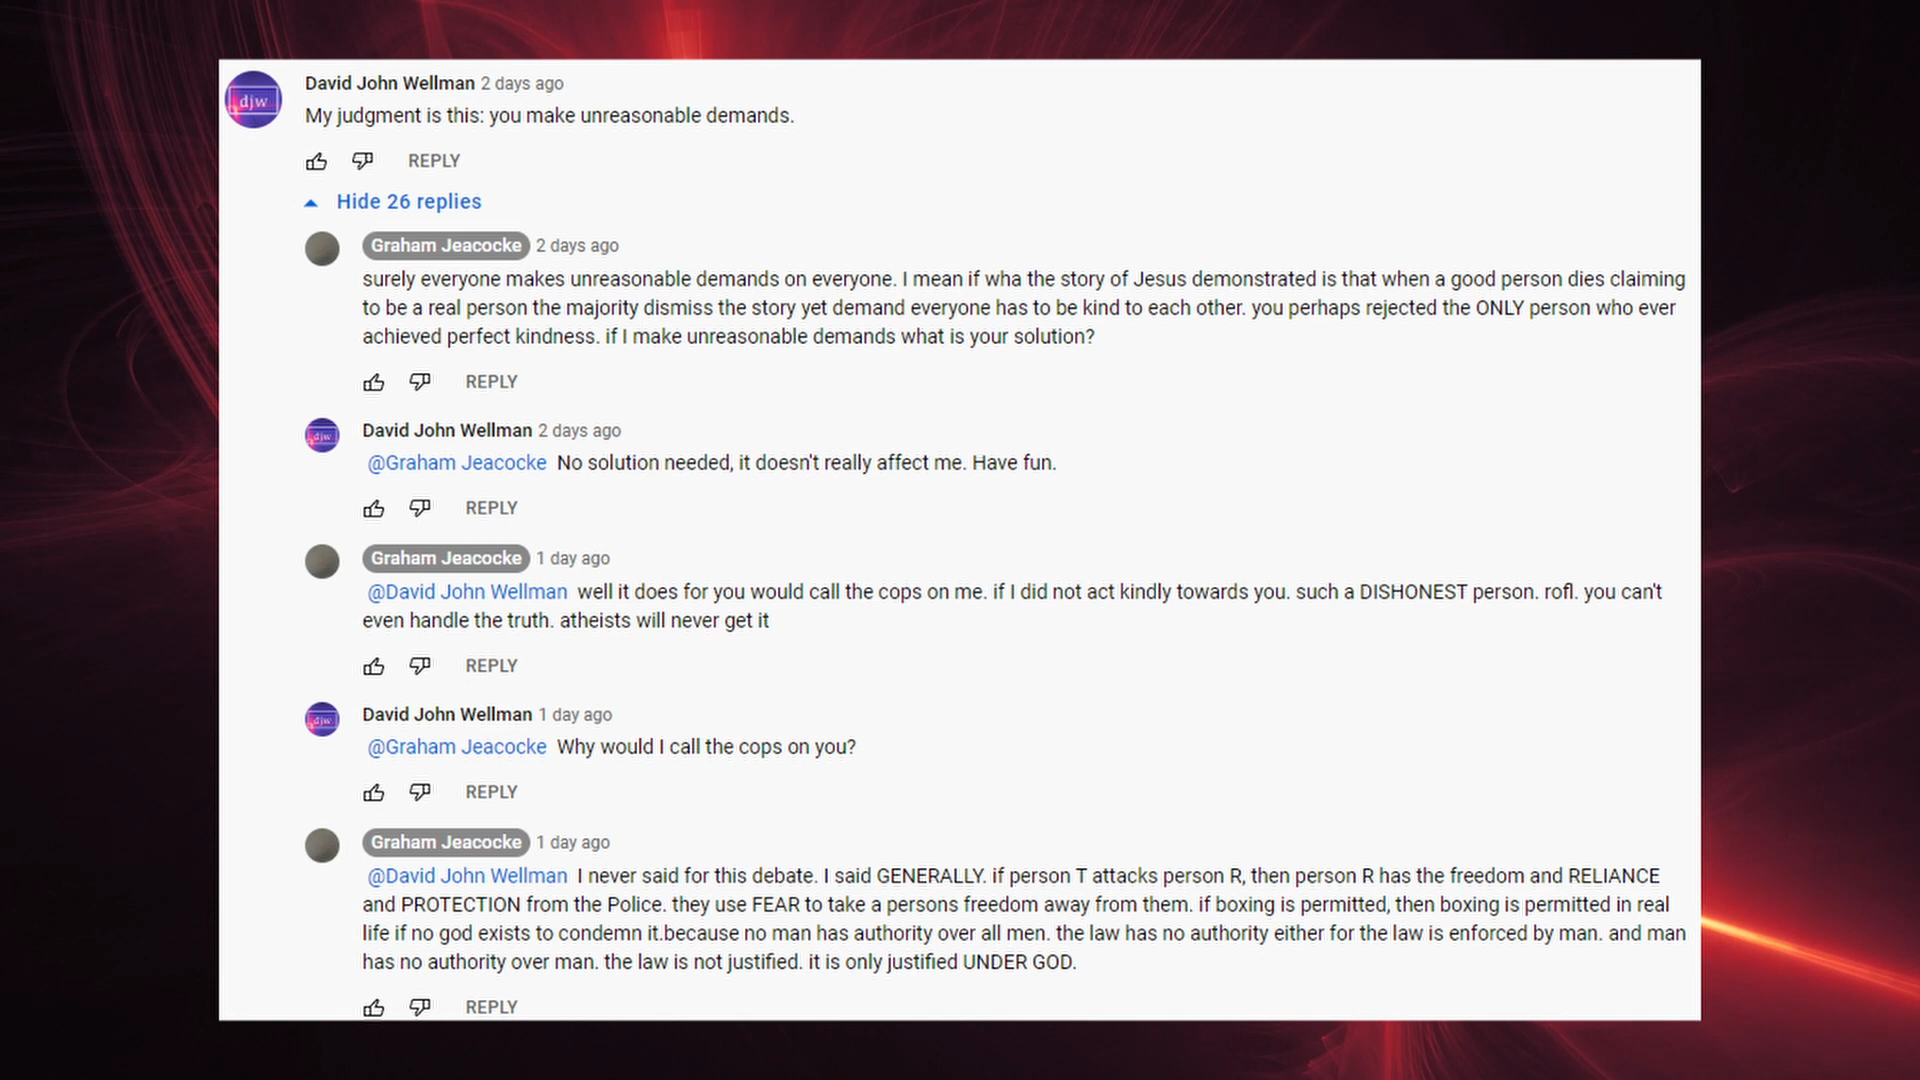 djw
David John Wellman 2 days ago
My judgment is this: you make unreasonable demands.
REPLY
Hide 26 replies
Graham Jeacocke 2 days ago
surely everyone makes unreasonable demands on everyone. I mean if wha the story of Jesus demonstrated is that when a good person dies claiming
to be a real person the majority dismiss the story yet demand everyone has to be kind to each other. you perhaps rejected the ONLY person who ever
achieved perfect kindness. if I make unreasonable demands what is your solution?
REPLY
djw
David John Wellman 2 days ago
@Graham Jeacocke No solution needed, it doesn't really affect me. Have fun.
REPLY
Graham Jeacocke 1 day ago
@David John Wellman well it does for you would call the cops on me. if I did not act kindly towards you. such a DISHONEST person. rofl. you can't
even handle the truth. atheists will never get it
REPLY
djw
David John Wellman 1 day ago
@Graham Jeacocke Why would I call the cops on you?
REPLY
Graham Jeacocke 1 day ago
@David John Wellman I never said for this debate. I said GENERALLY. if person T attacks person R, then person R has the freedom and RELIANCE
and PROTECTION from the Police. they use FEAR to take a persons freedom away from them. if boxing is permitted, then boxing is permitted in real
life if no god exists to condemn it.because no man has authority over all men. the law has no authority either for the law is enforced by man. and man
has no authority over man. the law is not justified. it is only justified UNDER GOD.
REPLY